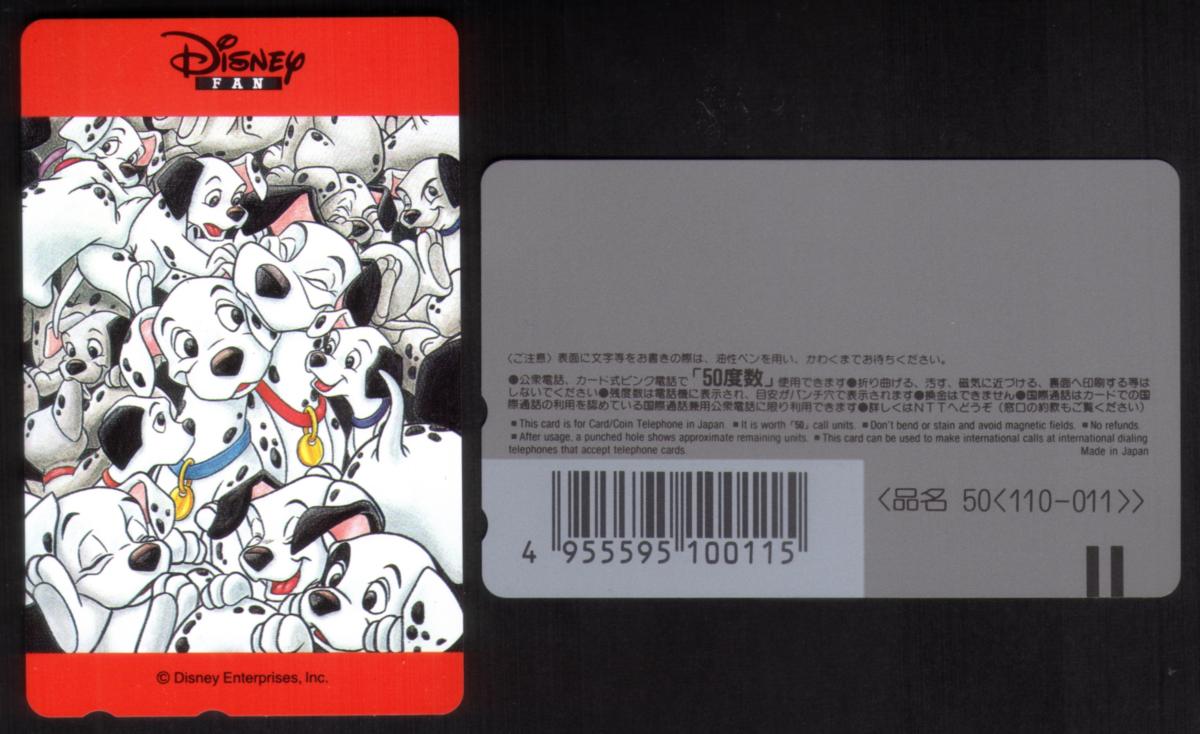 Disney
FAN
© Disney Enterprises, Inc.
〈ご注意〉表面に文字等をお書きの際は、油性ペンを用い、かわくまでお待ちください。
●公衆電話、カード式ピンク電話で「50度数」使用できます●折り曲げる、汚す、磁気に近づける、裏面へ印刷する等は
しないでください●残度数は電話機に表示され、目安がパンチ穴で表示されます●換金はできません●国際通話はカードでの国
際通話の利用を認めている国際通話兼用公衆電話に限り利用できます●詳しくはNTTへどうぞ（窓口の約款もご覧ください）
■This card is for Card/Coin Telephone in Japan. ■It is worth「50」call units. ■Don't bend or stain and avoid magnetic fields. ■No refunds.
■After usage, a punched hole shows approximate remaining units. ■This card can be used to make international calls at international dialing
telephones that accept telephone cards. Made in Japan
〈品名 50〈110-011〉〉
4 955595 100115